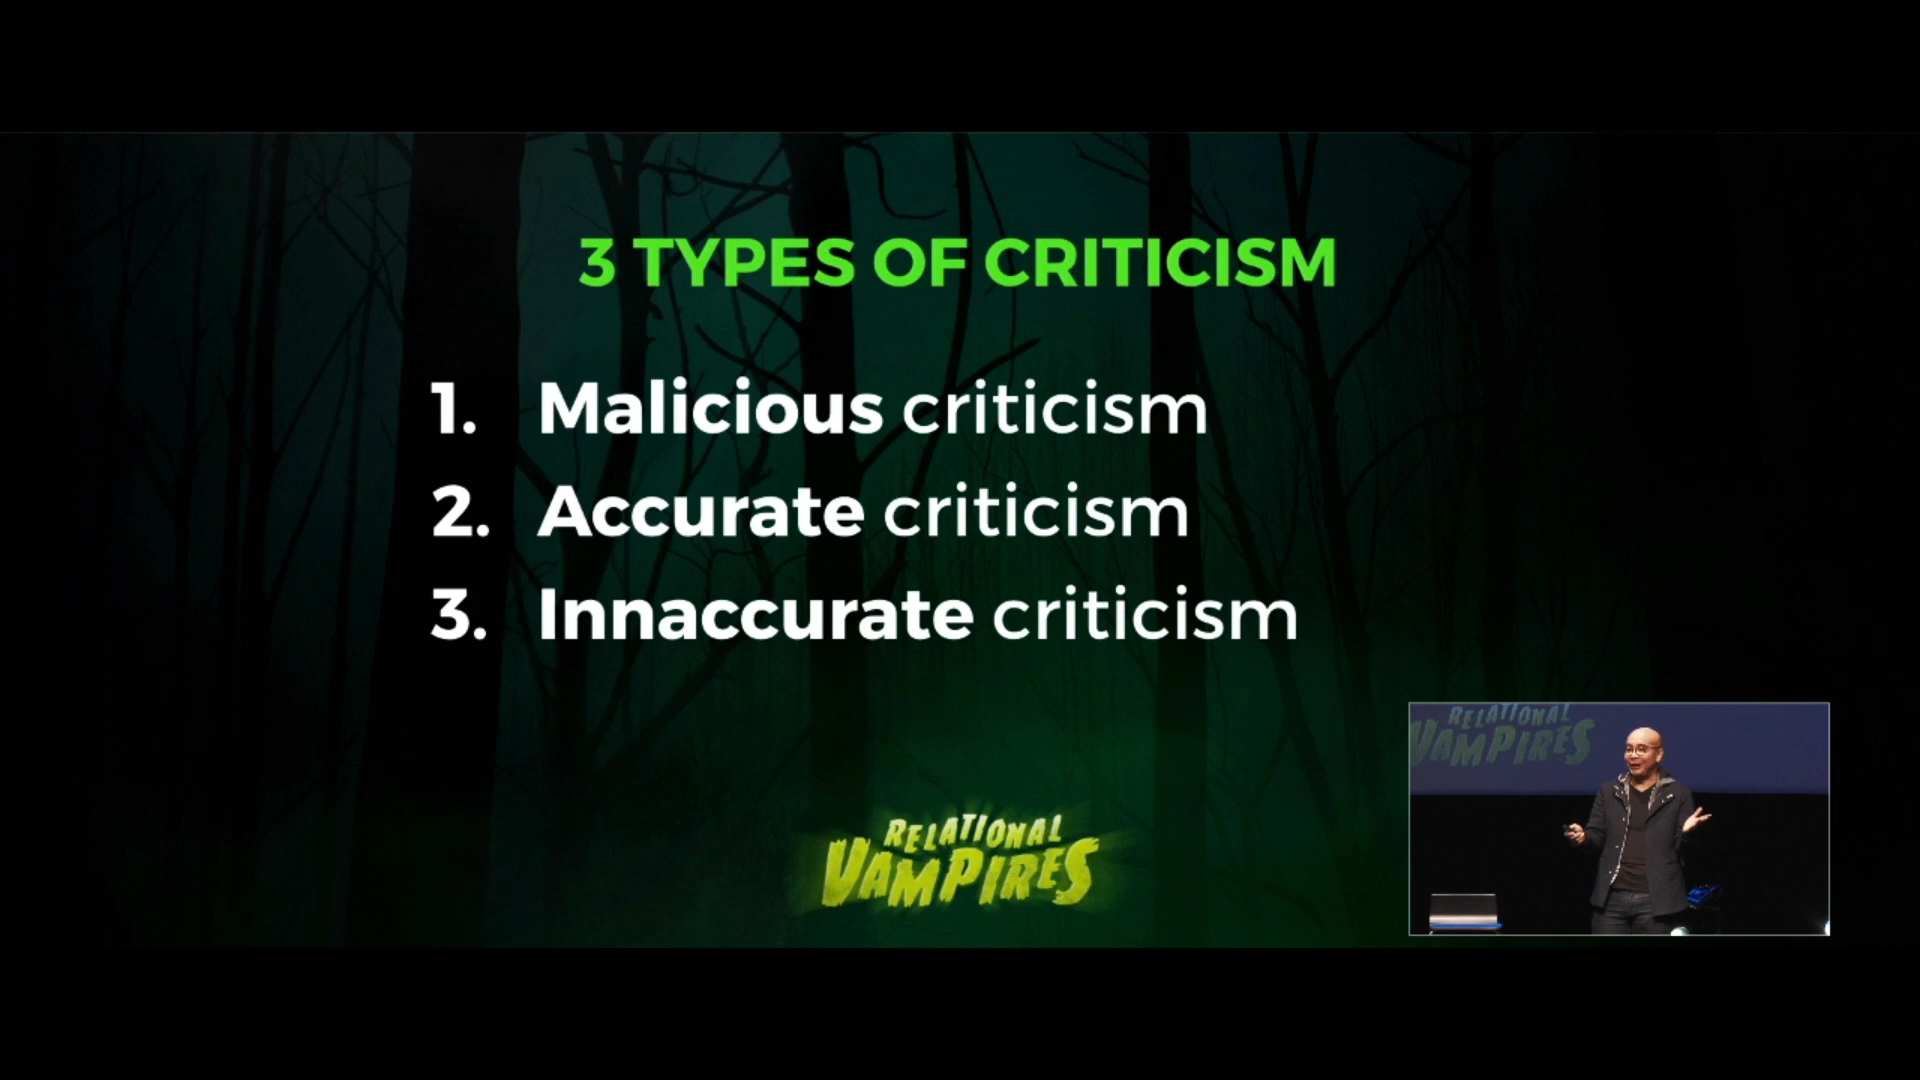 3 TYPES OF CRITICISM
1. Malicious criticism
2. Accurate criticism
3. Innaccurate criticism
RELATIONAL
VAMPIRES
RELATIONAL
VAMPIRES